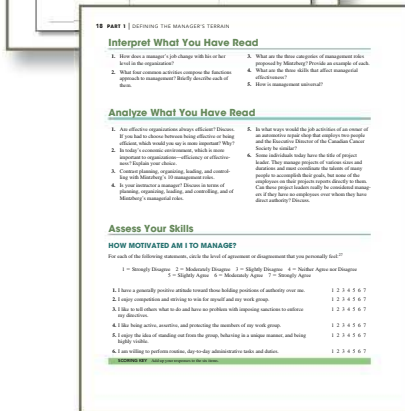 18 PART 1 | DEFINING THE MANAGER'S TERRAIN
Interpret What You Have Read
1. How does a manager's job change with his or her
level in the organization?
2. What four common activities compose the functions
approach to management? Briefly describe each of
them.
3. What are the three categories of management roles
proposed by Mintzberg? Provide an example of each.
4. What are the three skills that affect managerial
effectiveness?
5. How is management universal?
Analyze What You Have Read
1. Are effective organizations always efficient? Discuss.
If you had to choose between being effective or being
efficient, which would you say is more important? Why?
2. In today's economic environment, which is more
important to organizations—efficiency or effective-
ness? Explain your choice.
3. Contrast planning, organizing, leading, and control-
ling with Mintzberg's 10 management roles.
4. Is your instructor a manager? Discuss in terms of
planning, organizing, leading, and controlling, and of
Mintzberg's managerial roles.
5. In what ways would the job activities of an owner of
an automotive repair shop that employs two people
and the Executive Director of the Canadian Cancer
Society be similar?
6. Some individuals today have the title of project
leader. They manage projects of various sizes and
durations and must coordinate the talents of many
people to accomplish their goals, but none of the
employees on their projects reports directly to them.
Can these project leaders really be considered manag-
ers if they have no employees over whom they have
direct authority? Discuss.
Assess Your Skills
HOW MOTIVATED AM I TO MANAGE?
For each of the following statements, circle the level of agreement or disagreement that you personally feel:27
1 = Strongly Disagree 2 = Moderately Disagree 3 = Slightly Disagree 4 = Neither Agree nor Disagree
5 = Slightly Agree 6 = Moderately Agree 7 = Strongly Agree
1. I have a generally positive attitude toward those holding positions of authority over me. 1 2 3 4 5 6 7
2. I enjoy competition and striving to win for myself and my work group. 1 2 3 4 5 6 7
3. I like to tell others what to do and have no problem with imposing sanctions to enforce
my directives. 1 2 3 4 5 6 7
4. I like being active, assertive, and protecting the members of my work group. 1 2 3 4 5 6 7
5. I enjoy the idea of standing out from the group, behaving in a unique manner, and being
highly visible. 1 2 3 4 5 6 7
6. I am willing to perform routine, day-to-day administrative tasks and duties. 1 2 3 4 5 6 7
SCORING KEY Add up your responses to the six items.